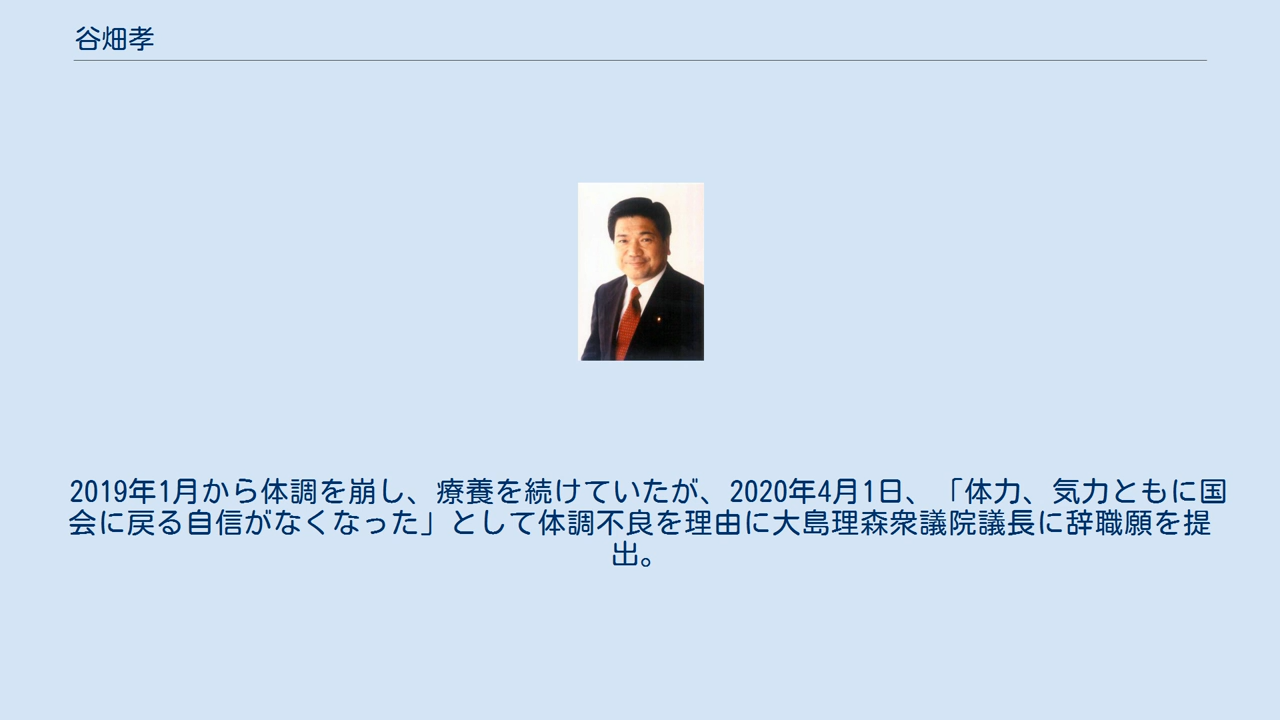 谷畑孝
2019年1月から体調を崩し、療養を続けていたが、2020年4月1日、「体力、気力ともに国
会に戻る自信がなくなった」として体調不良を理由に大島理森衆議院議長に辞職願を提
出。